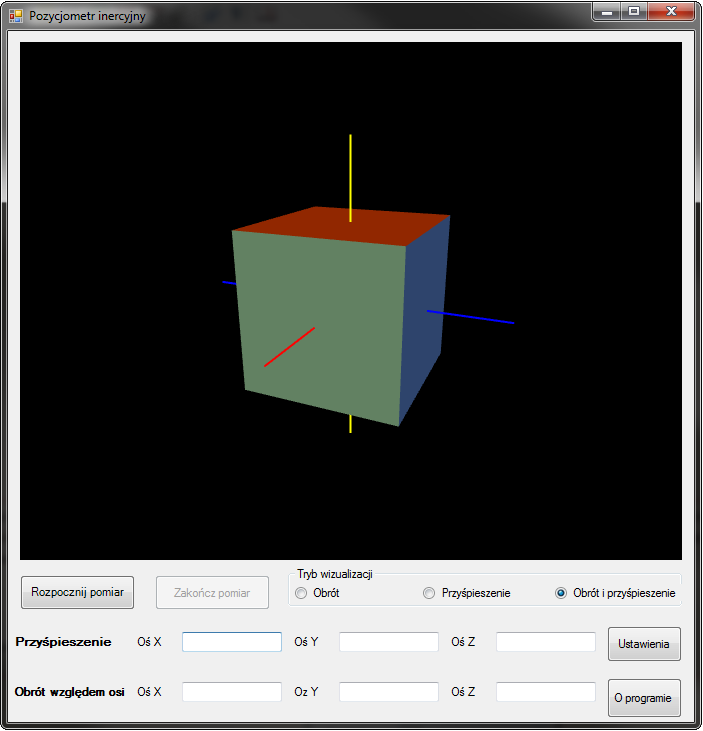 Pozycjometr inercyjny
Tryb wizualizacji
Rozpocznij pomiar Zakończ pomiar Obrót Przyśpieszenie Obrót i przyśpieszenie
Przyśpieszenie Oś X Oś Y Oś Z Ustawienia
Obrót względem osi Oś X Oz Y Oś Z O programie